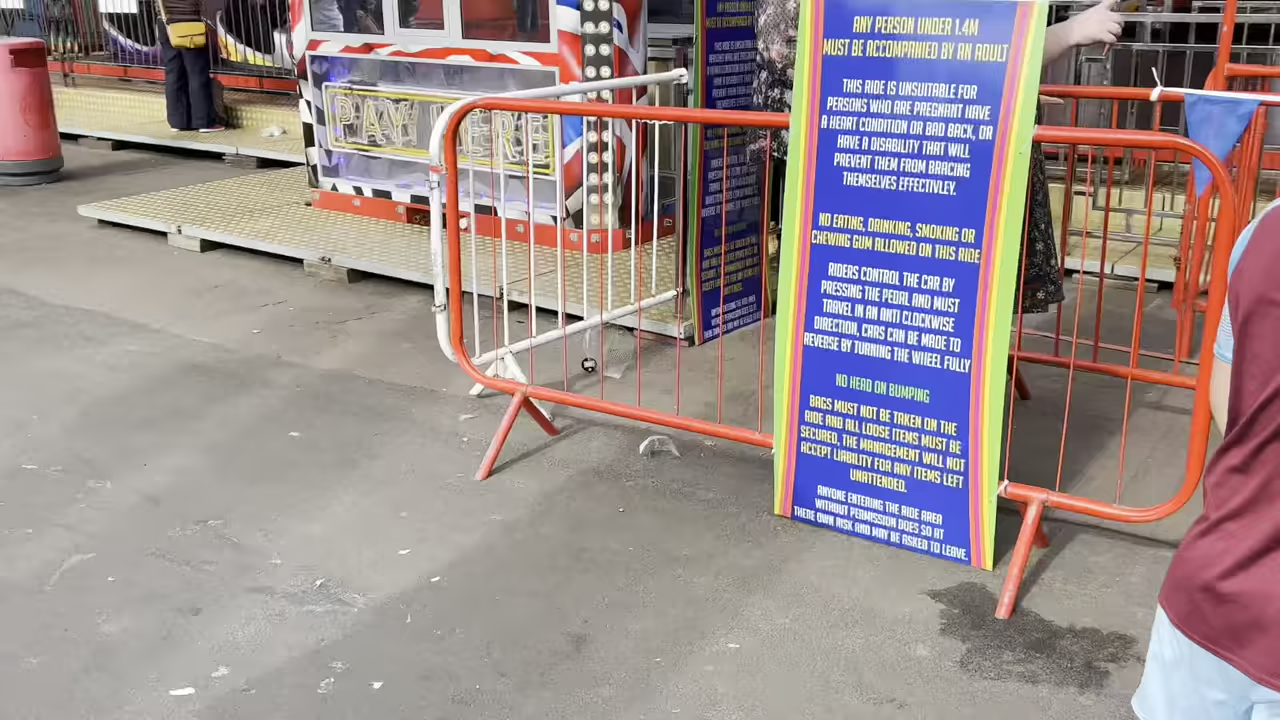 PAY HERE
ANY PERSON UNDER 1.4M
MUST BE ACCOMPANIED BY AN ADULT
THIS RIDE IS UNSUITABLE FOR
PERSONS WHO ARE PREGNANT HAVE
A HEART CONDITION OR BAD BACK, OR
HAVE A DISABILITY THAT WILL
PREVENT THEM FROM BRACING
THEMSELVES EFFECTIVLEY.
NO EATING, DRINKING, SMOKING OR
CHEWING GUM ALLOWED ON THIS RIDE
RIDERS CONTROL THE CAR BY
PRESSING THE PEDAL AND MUST
TRAVEL IN AN ANTI CLOCKWISE
DIRECTION, CARS CAN BE MADE TO
REVERSE BY TURNING THE WHEEL FULLY
NO HEAD ON BUMPING
BAGS MUST NOT BE TAKEN ON THE
RIDE AND ALL LOOSE ITEMS MUST BE
SECURED, THE MANAGEMENT WILL NOT
ACCEPT LIABILITY FOR ANY ITEMS LEFT
UNATTENDED.
ANYONE ENTERING THE RIDE AREA
WITHOUT PERMISSION DOES SO AT
THERE OWN RISK AND MAY BE ASKED TO LEAVE.